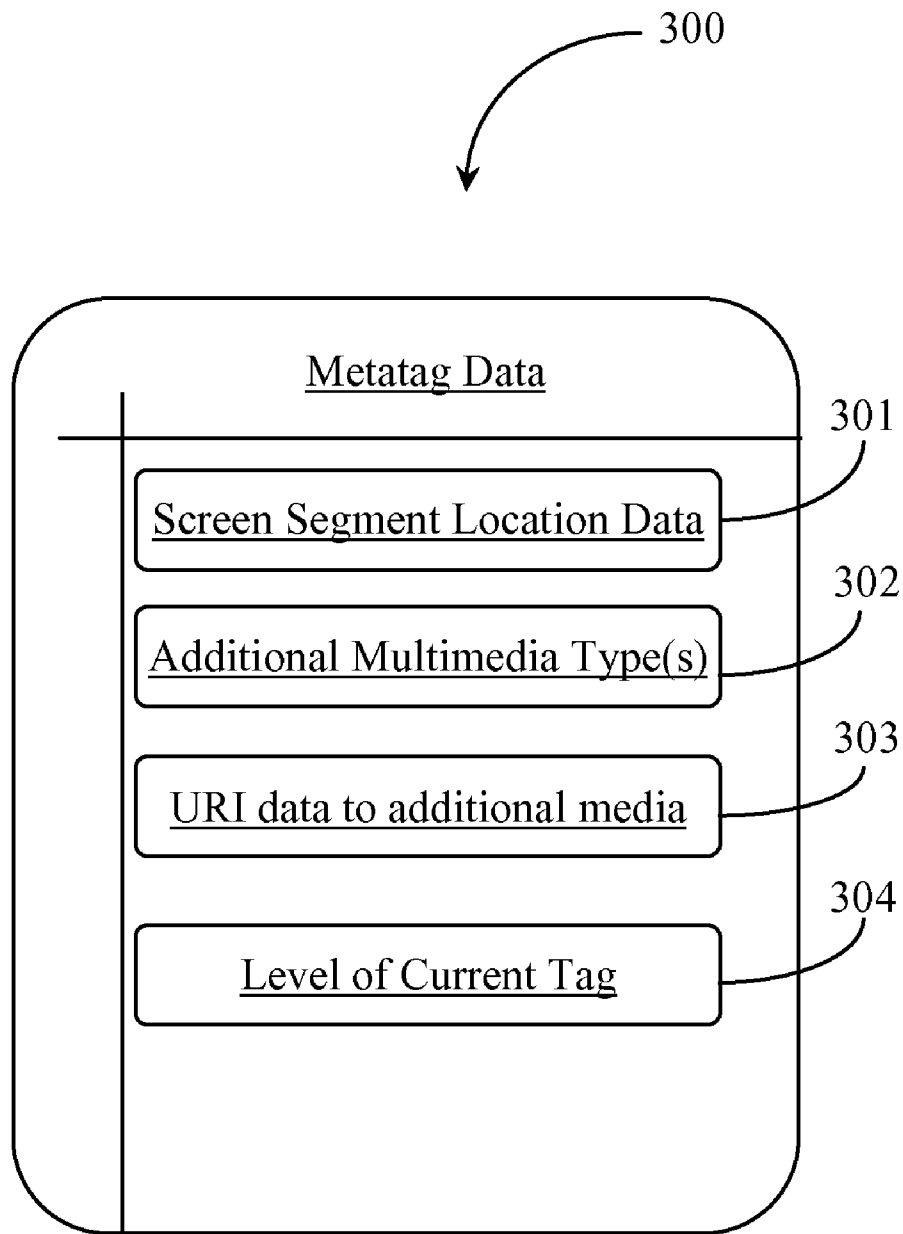 300
Metatag Data
301
Screen Segment Location Data
302
Additional Multimedia Type(s)
303
URI data to additional media
304
Level of Current Tag